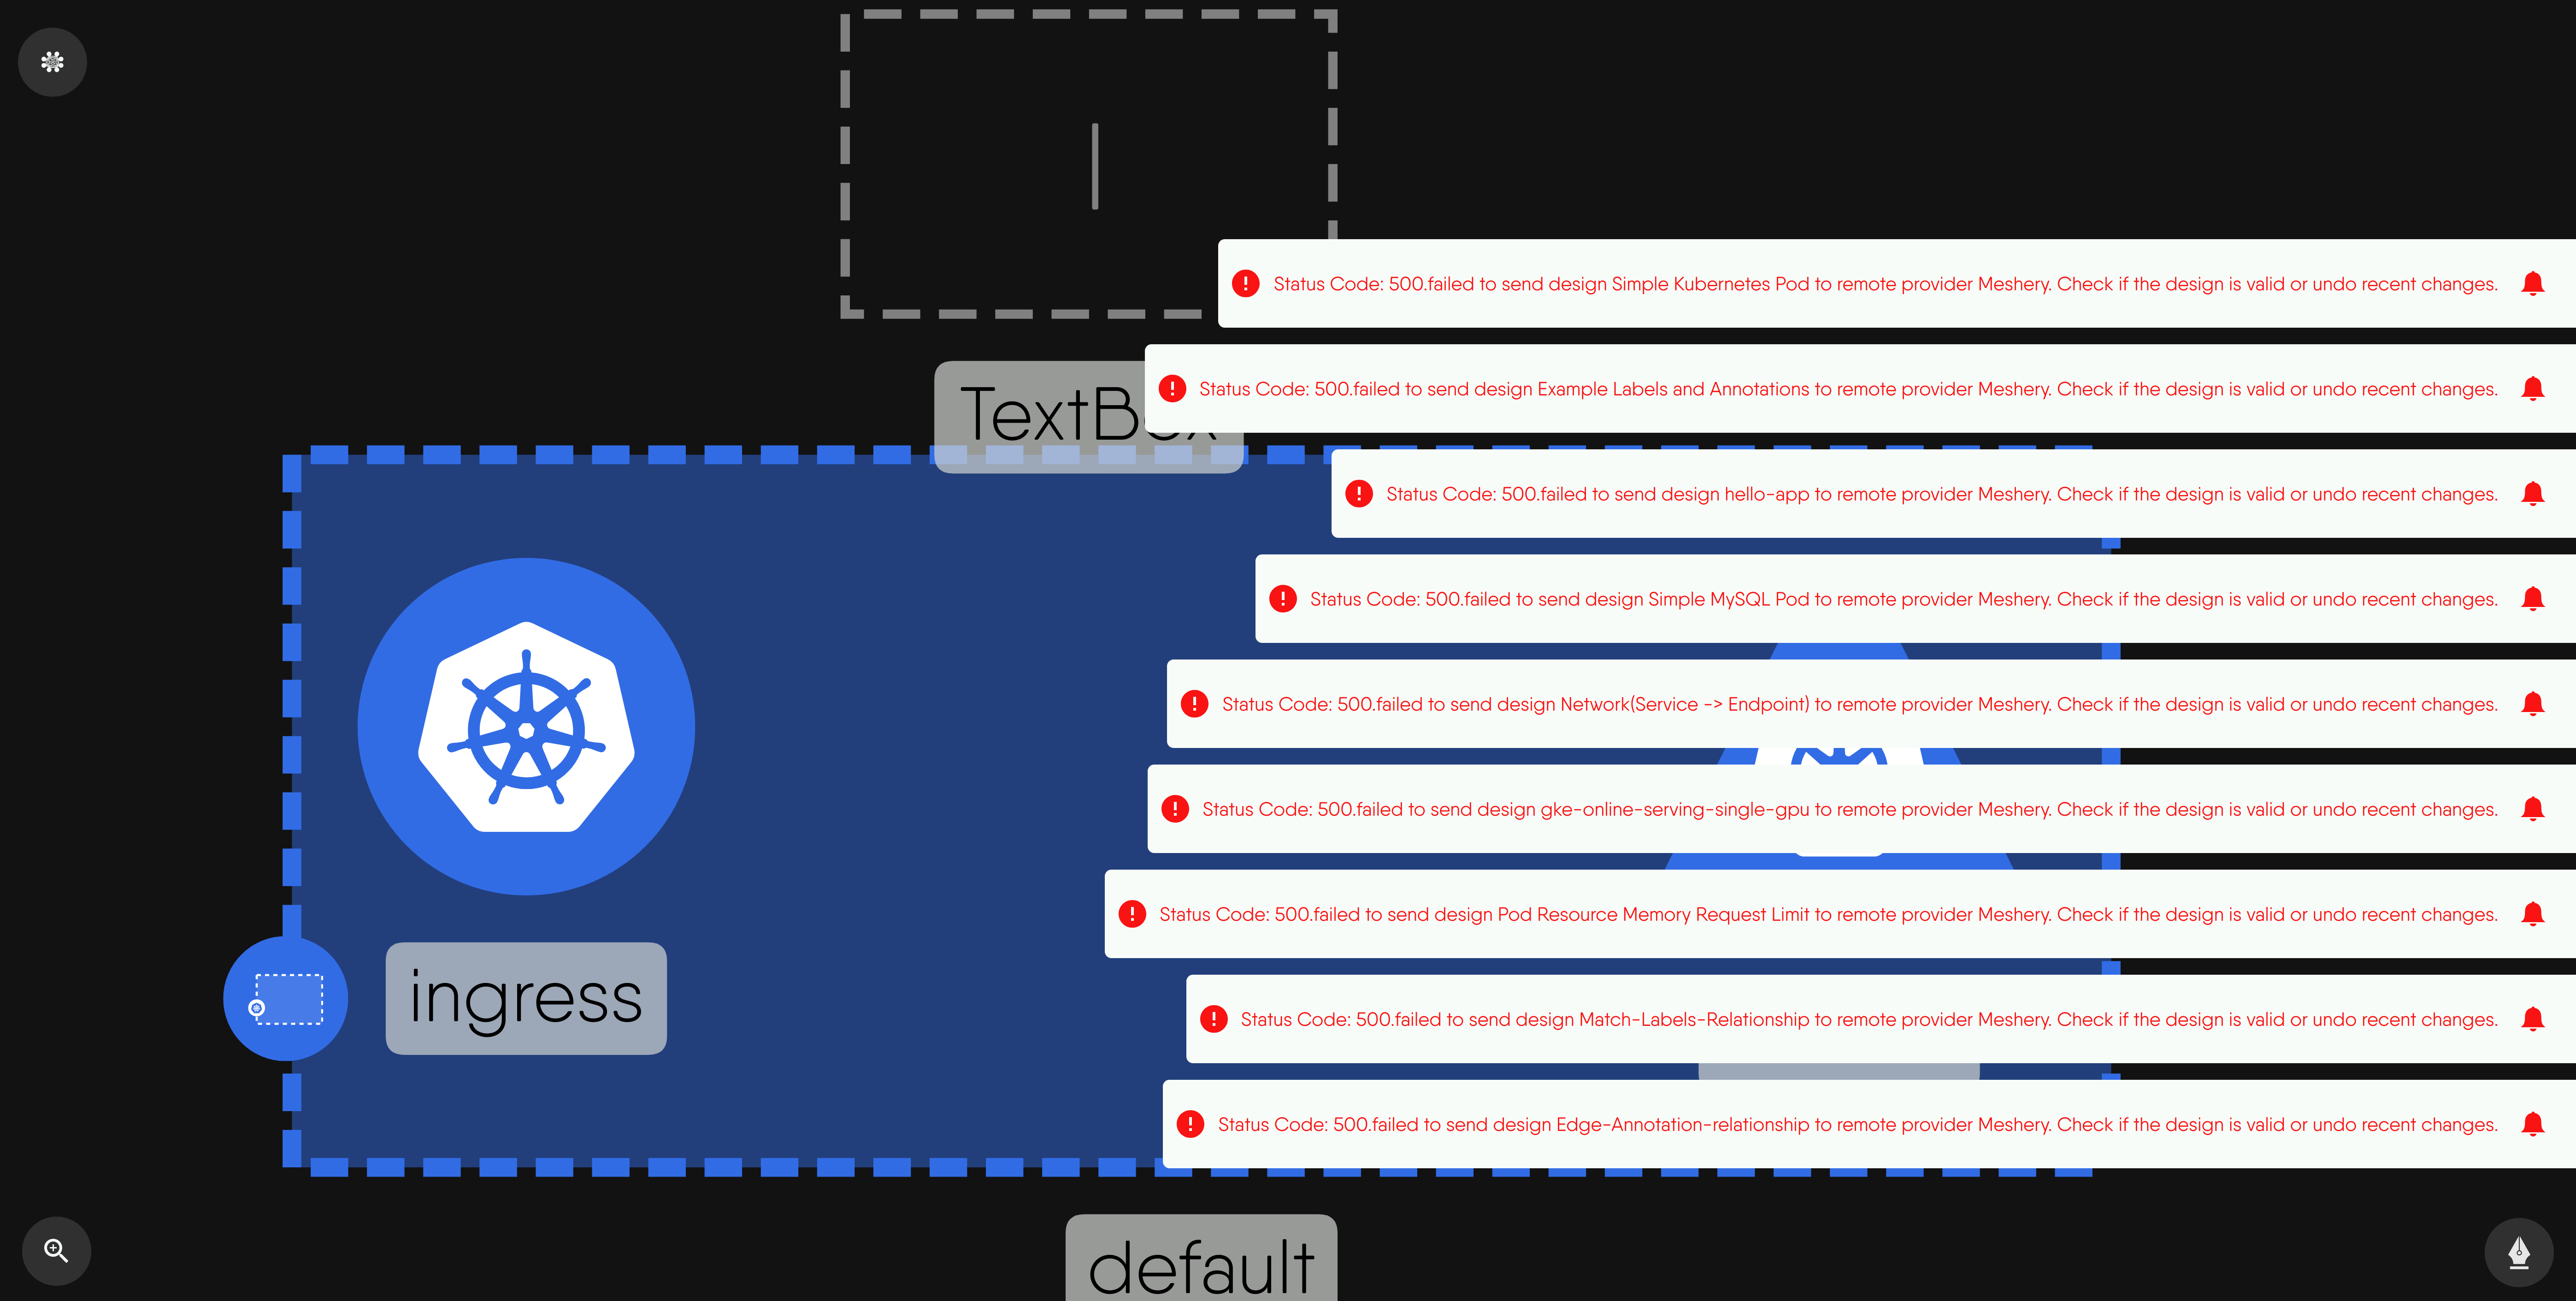 Status Code: 500.failed to send design Simple Kubernetes Pod to remote provider Meshery. Check if the design is valid or undo recent changes.
Status Code: 500.failed to send design Example Labels and Annotations to remote provider Meshery. Check if the design is valid or undo recent changes.
TextBox
Status Code: 500.failed to send design hello-app to remote provider Meshery. Check if the design is valid or undo recent changes.
Status Code: 500.failed to send design Simple MySQL Pod to remote provider Meshery. Check if the design is valid or undo recent changes.
Status Code: 500.failed to send design Network(Service -> Endpoint) to remote provider Meshery. Check if the design is valid or undo recent changes.
Status Code: 500.failed to send design gke-online-serving-single-gpu to remote provider Meshery. Check if the design is valid or undo recent changes.
Status Code: 500.failed to send design Pod Resource Memory Request Limit to remote provider Meshery. Check if the design is valid or undo recent changes.
ingress
Status Code: 500.failed to send design Match-Labels-Relationship to remote provider Meshery. Check if the design is valid or undo recent changes.
Status Code: 500.failed to send design Edge-Annotation-relationship to remote provider Meshery. Check if the design is valid or undo recent changes.
default